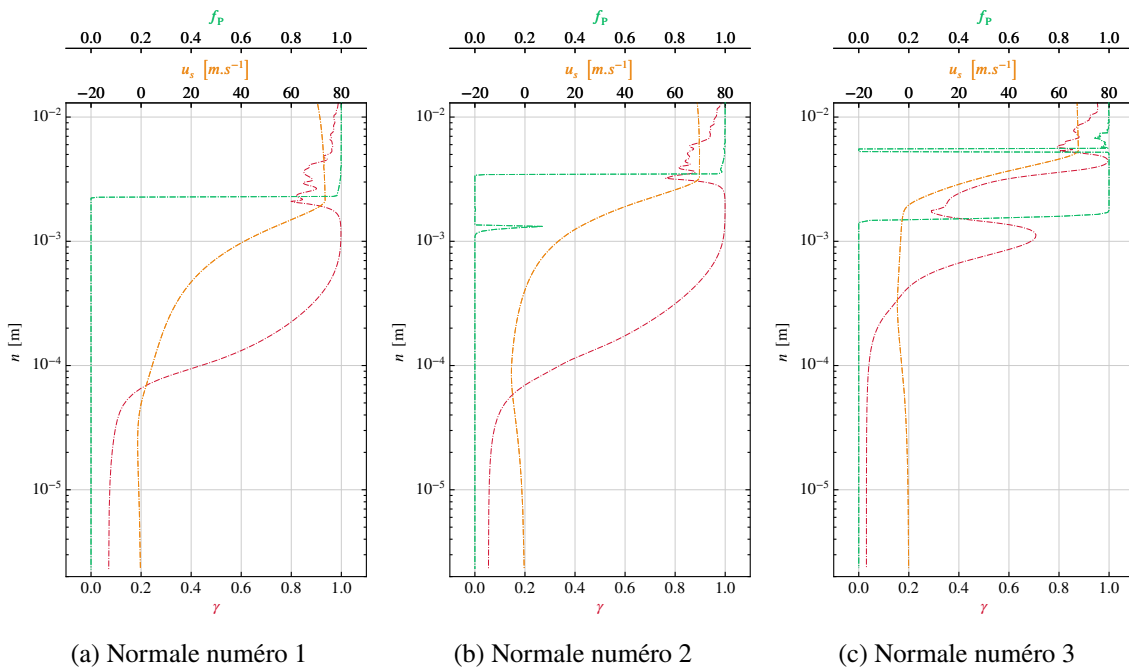 f_P
0.0 0.2 0.4 0.6 0.8 1.0
u_s [m.s⁻¹]
−20 0 20 40 60 80
10⁻²
10⁻³
n [m]
10⁻⁴
10⁻⁵
0.0 0.2 0.4 0.6 0.8 1.0
γ
(a) Normale numéro 1
f_P
0.0 0.2 0.4 0.6 0.8 1.0
u_s [m.s⁻¹]
−20 0 20 40 60 80
10⁻²
10⁻³
n [m]
10⁻⁴
10⁻⁵
0.0 0.2 0.4 0.6 0.8 1.0
γ
(b) Normale numéro 2
f_P
0.0 0.2 0.4 0.6 0.8 1.0
u_s [m.s⁻¹]
−20 0 20 40 60 80
10⁻²
10⁻³
n [m]
10⁻⁴
10⁻⁵
0.0 0.2 0.4 0.6 0.8 1.0
γ
(c) Normale numéro 3